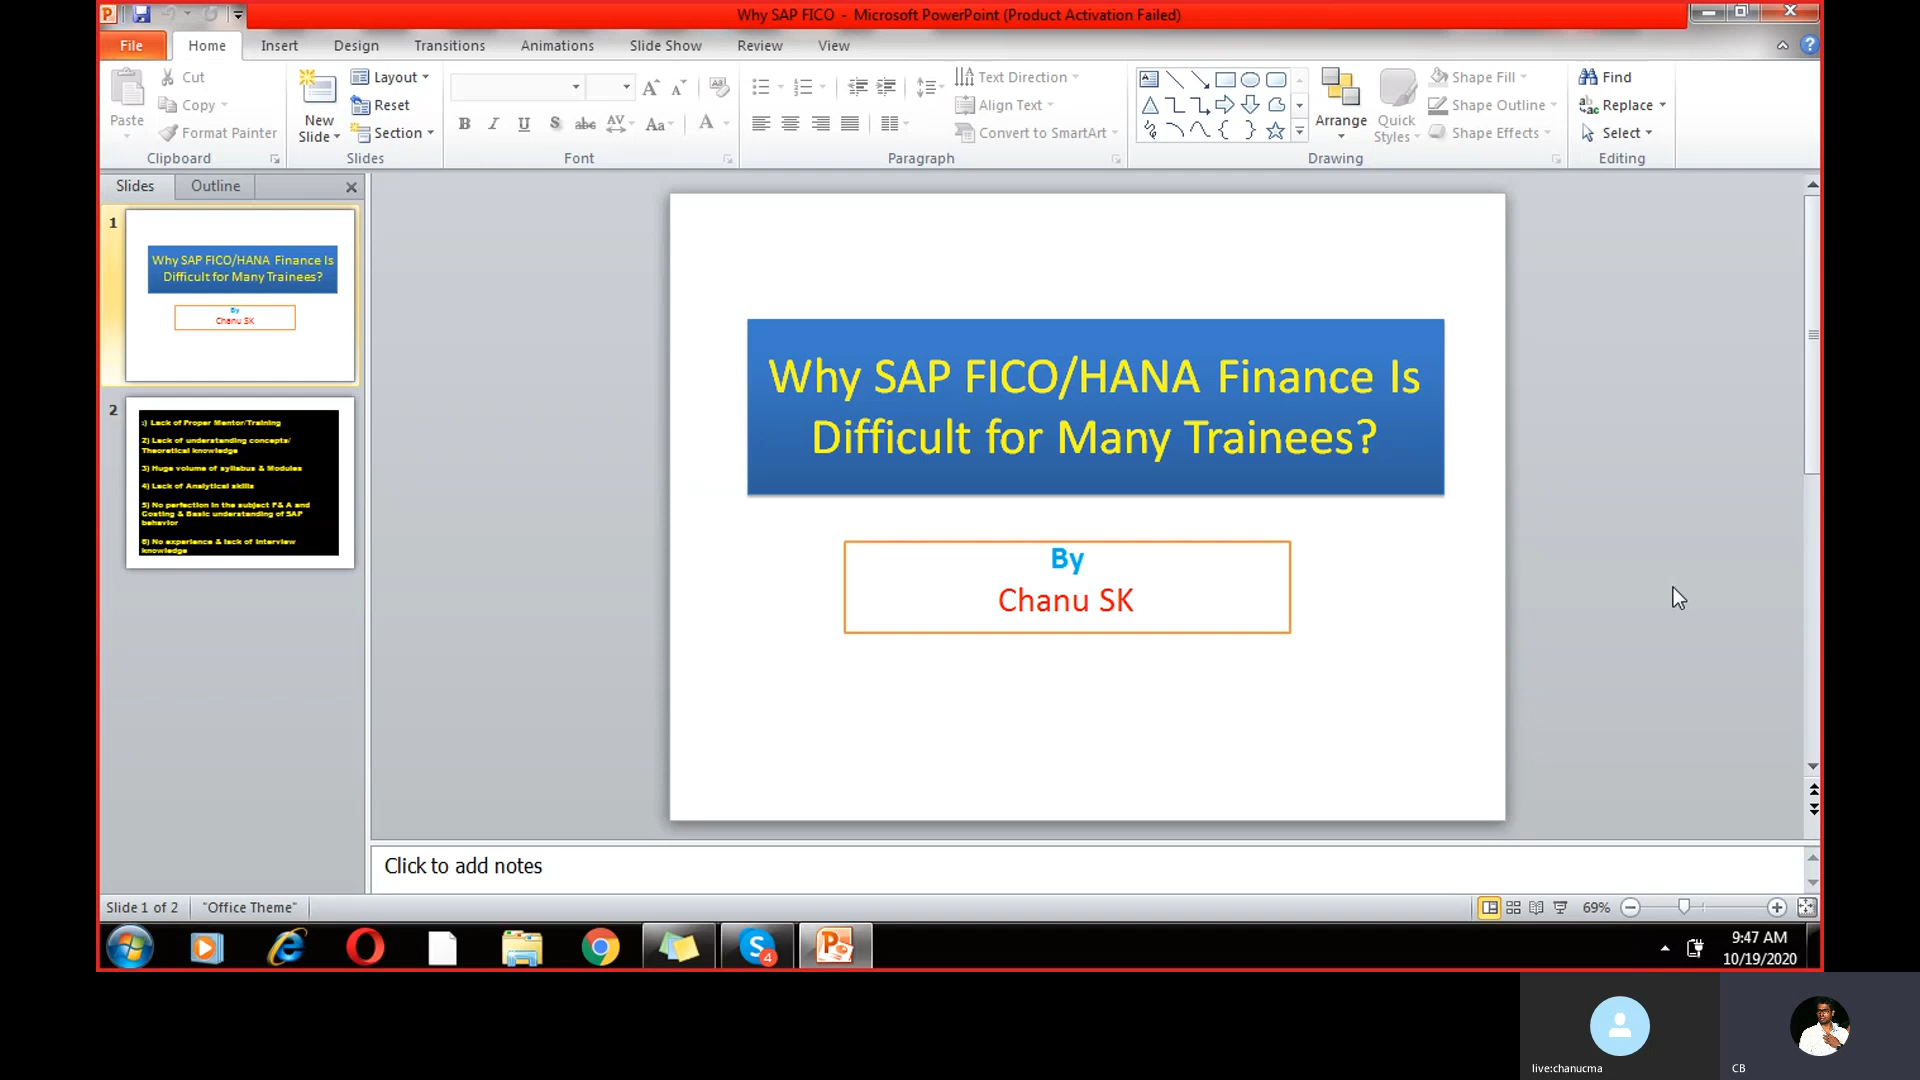 Why SAP FICO - Microsoft PowerPoint (Product Activation Failed)
File Home Insert Design Transitions Animations Slide Show Review View
Paste
Cut
Copy
Format Painter
Clipboard
New Slide
Layout
Reset
Section
Slides
Font
Text Direction
Align Text
Convert to SmartArt
Paragraph
Arrange
Quick Styles
Shape Fill
Shape Outline
Shape Effects
Drawing
Find
Replace
Select
Editing
Slides Outline
1
Why SAP FICO/HANA Finance Is
Difficult for Many Trainees?
By
Chanu SK
2
1) Lack of Proper Mentor/Training
2) Lack of understanding concepts/
Theoretical knowledge
3) Huge volume of syllabus & Modules
4) Lack of Analytical skills
5) No perfection in the subject F& A and
Costing & Basic understanding of SAP
behavior
6) No experience & lack of Interview
knowledge
Why SAP FICO/HANA Finance Is
Difficult for Many Trainees?
By
Chanu SK
Click to add notes
Slide 1 of 2
"Office Theme"
69%
4
9:47 AM
10/19/2020
live:chanucma
CB